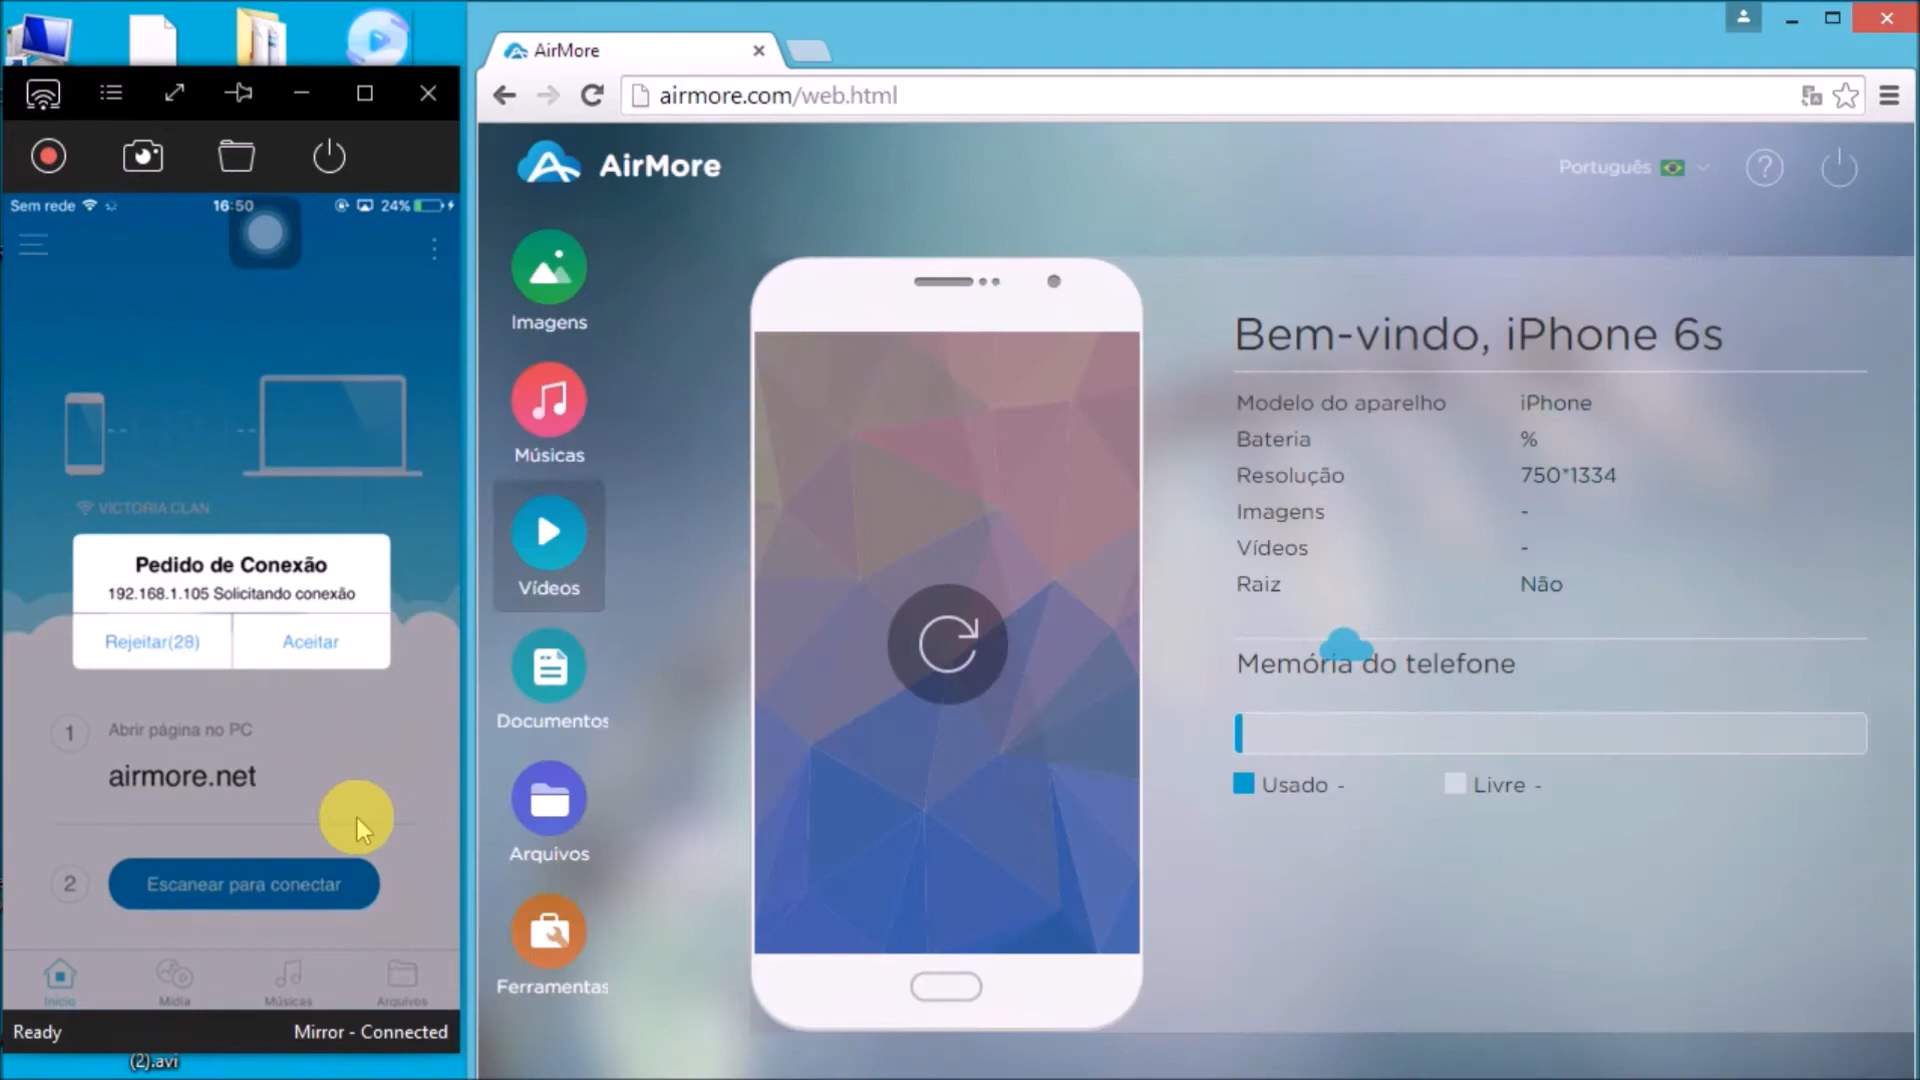 Sem rede 16:50 24%
VICTORIA CLAN
Pedido de Conexão
192.168.1.105 Solicitando conexão
Rejeitar(28) Aceitar
1 Abrir página no PC
airmore.net
2 Escanear para conectar
Início Mídia Músicas Arquivos
Ready Mirror - Connected
(2).avi
AirMore
airmore.com/web.html
AirMore
Português
Imagens
Músicas
Vídeos
Documentos
Arquivos
Ferramentas
Bem-vindo, iPhone 6s
Modelo do aparelho iPhone
Bateria %
Resolução 750*1334
Imagens -
Vídeos -
Raiz Não
Memória do telefone
Usado - Livre -